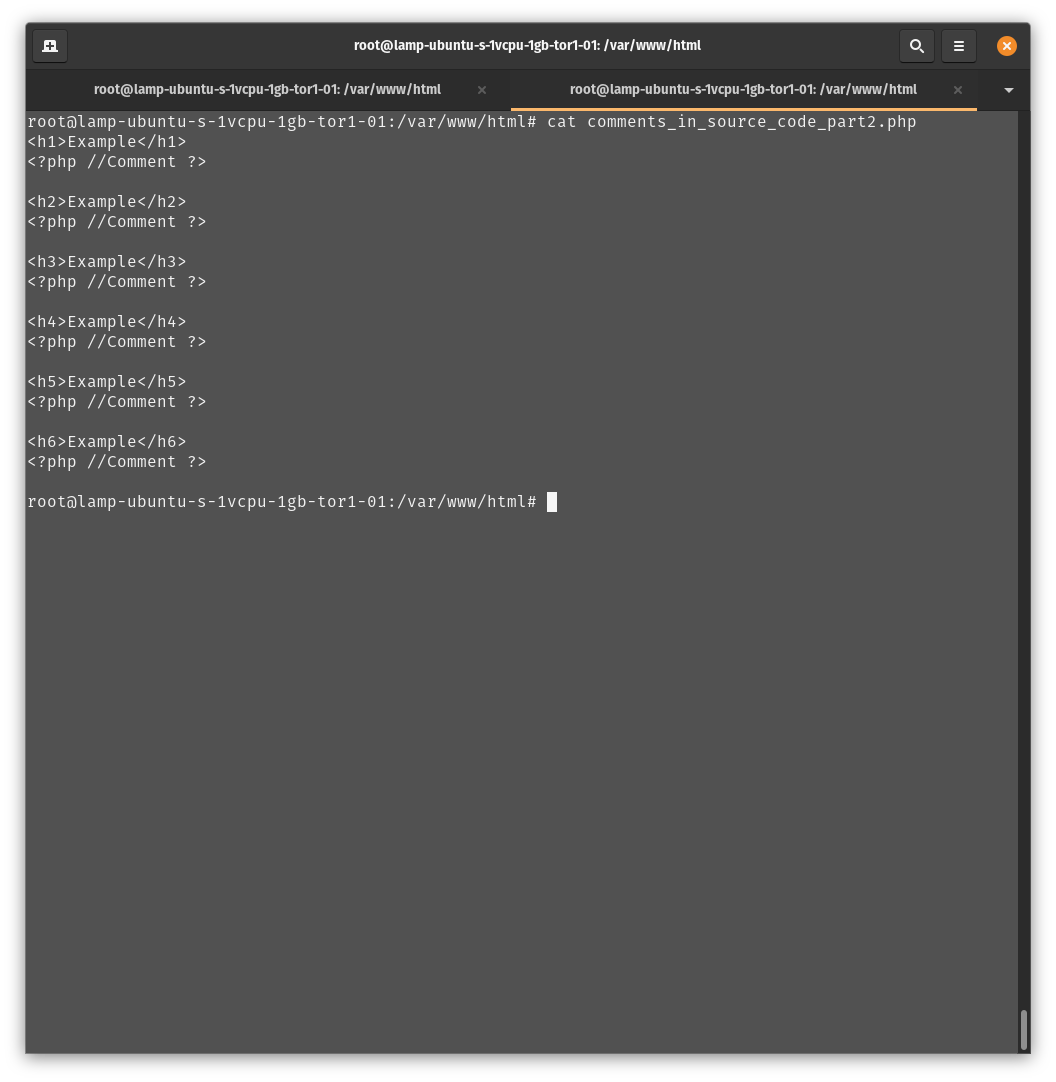 root@lamp-ubuntu-s-1vcpu-1gb-tor1-01: /var/www/html
root@lamp-ubuntu-s-1vcpu-1gb-tor1-01: /var/www/html
root@lamp-ubuntu-s-1vcpu-1gb-tor1-01: /var/www/html
root@lamp-ubuntu-s-1vcpu-1gb-tor1-01:/var/www/html# cat comments_in_source_code_part2.php
<h1>Example</h1>
<?php //Comment ?>
<h2>Example</h2>
<?php //Comment ?>
<h3>Example</h3>
<?php //Comment ?>
<h4>Example</h4>
<?php //Comment ?>
<h5>Example</h5>
<?php //Comment ?>
<h6>Example</h6>
<?php //Comment ?>
root@lamp-ubuntu-s-1vcpu-1gb-tor1-01:/var/www/html#